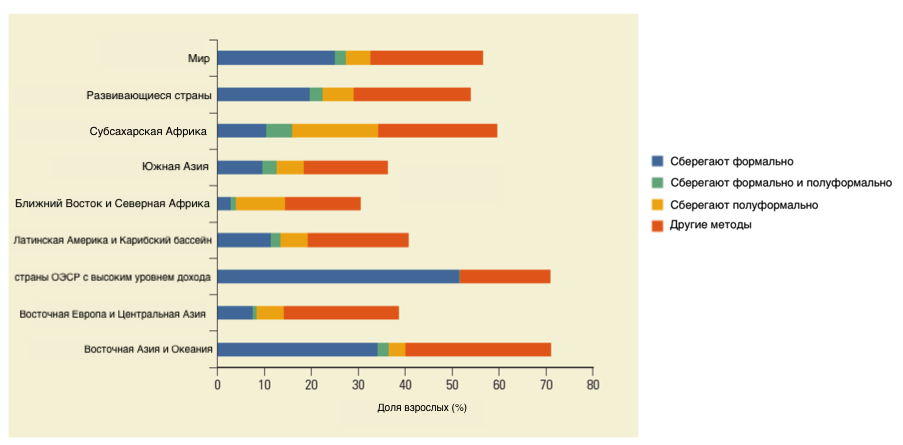 Мир
Развивающиеся страны
Субсахарская Африка
Южная Азия
Ближний Восток и Северная Африка
Латинская Америка и Карибский бассейн
страны ОЭСР с высоким уровнем дохода
Восточная Европа и Центральная Азия
Восточная Азия и Океания
0 10 20 30 40 50 60 70 80
Доля взрослых (%)
Сберегают формально
Сберегают формально и полуформально
Сберегают полуформально
Другие методы